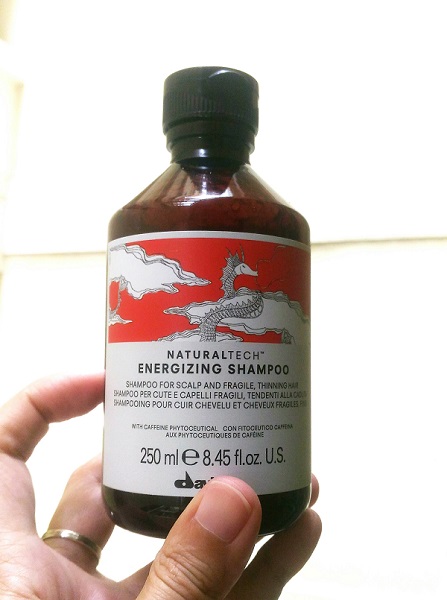 NATURALTECH™
ENERGIZING SHAMPOO
SHAMPOO FOR SCALP AND FRAGILE, THINNING HAIR
SHAMPOO PER CUTE E CAPELLI FRAGILI, TENDENTI ALLA
SHAMPOOING POUR CUIR CHEVELU ET CHEVEUX FRAGILES,
WITH CAFFEINE PHYTOCEUTICAL CON FITOCEUTICO CAFFEINA
AUX PHYTOCEUTIQUES DE CAFÉINE
250 ml ℮ 8.45 fl.oz. U.S.